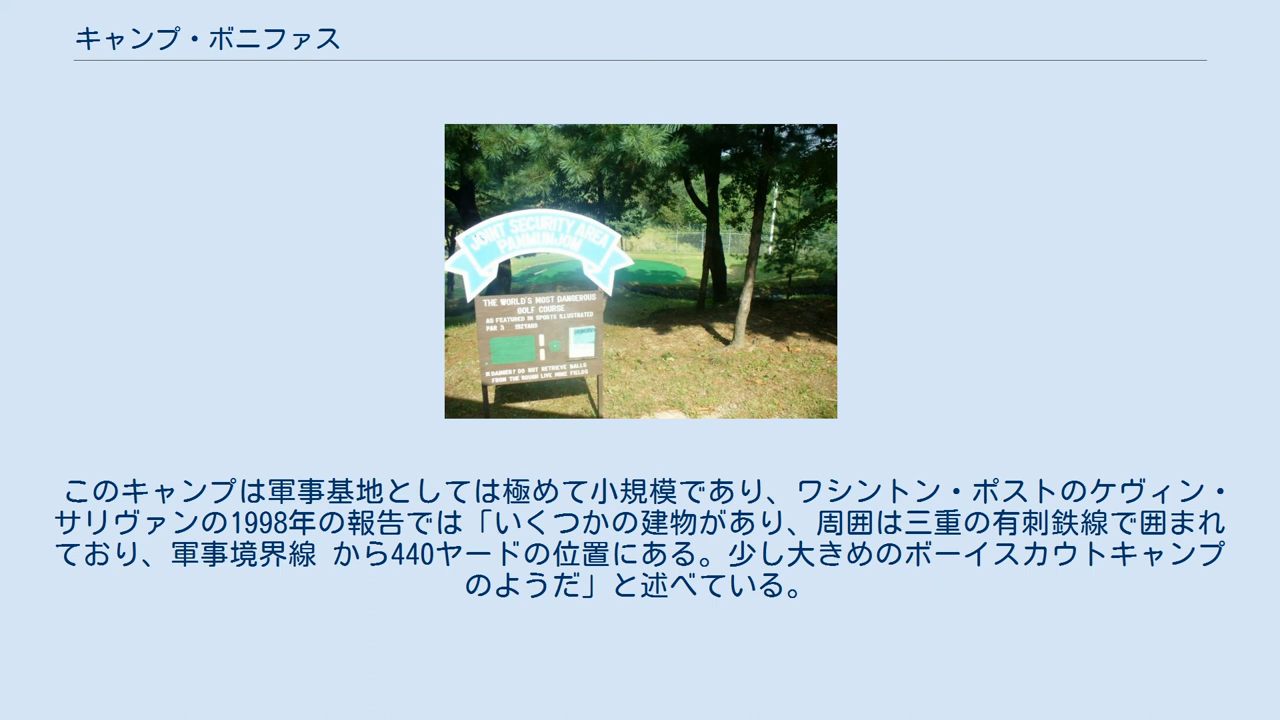 キャンプ・ボニファス
JOINT SECURITY AREA
PANMUNJOM
THE WORLD'S MOST DANGEROUS
GOLF COURSE
AS FEATURED IN SPORTS ILLUSTRATED
PAR 3 192YARD
DANGER! DO NOT RETRIEVE BALLS
FROM THE ROUGH LIVE MINE FIELDS
このキャンプは軍事基地としては極めて小規模であり、ワシントン・ポストのケヴィン・
サリヴァンの1998年の報告では「いくつかの建物があり、周囲は三重の有刺鉄線で囲まれ
ており、軍事境界線 から440ヤードの位置にある。少し大きめのボーイスカウトキャンプ
のようだ」と述べている。